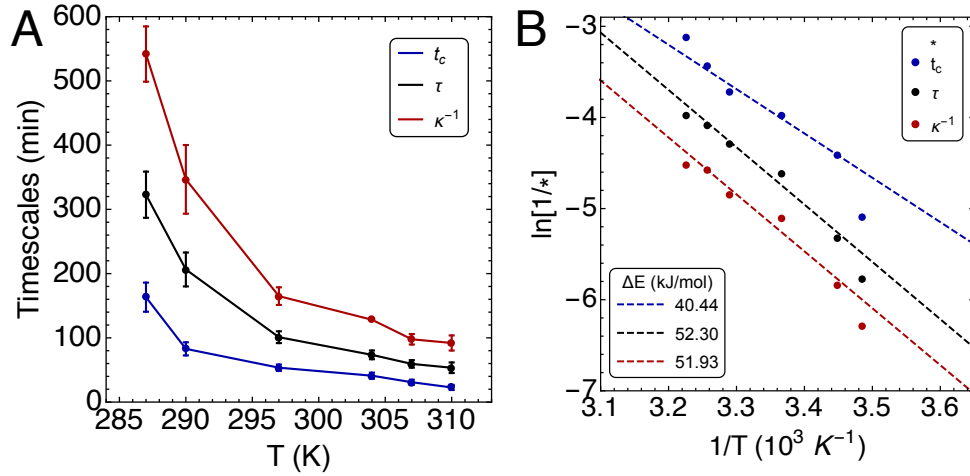 A
600
500
400
300
200
100
0
285
290
295
300
305
310
Timescales (min)
T (K)
t_c
τ
κ⁻¹
B
−3
−4
−5
−6
−7
3.1
3.2
3.3
3.4
3.5
3.6
ln[1/*]
1/T (10³ K⁻¹)
*
t_c
τ
κ⁻¹
ΔE (kJ/mol)
40.44
52.30
51.93